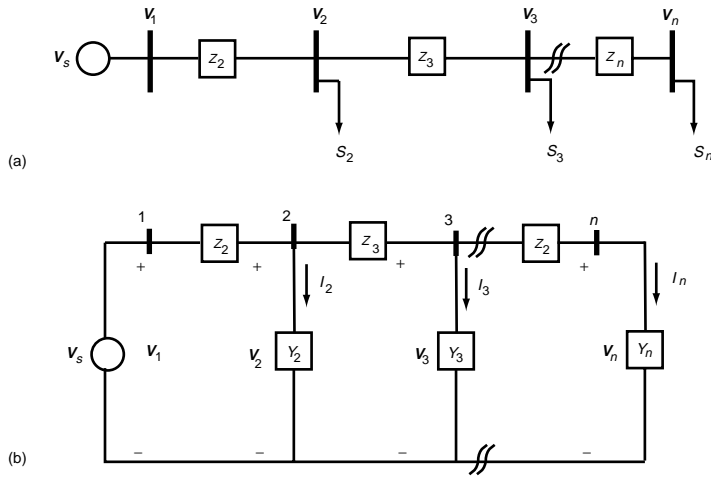 V1 V2 V3 Vn
Vs Z2 Z3 Zn
S2 S3 Sn
(a)
1 2 3 n
Z2 Z3 Z2
+ + + +
I2 I3 In
Vs V1 V2 Y2 V3 Y3 Vn Yn
− − − −
(b)